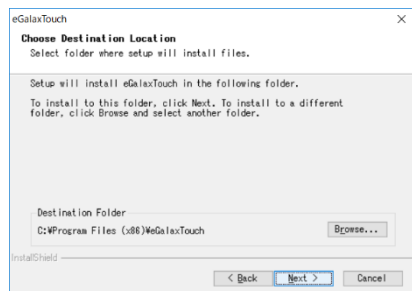 eGalaxTouch
Choose Destination Location
Select folder where setup will install files.
Setup will install eGalaxTouch in the following folder.
To install to this folder, click Next. To install to a different
folder, click Browse and select another folder.
Destination Folder
C:¥Program Files (x86)¥eGalaxTouch
Browse...
InstallShield
< Back
Next >
Cancel